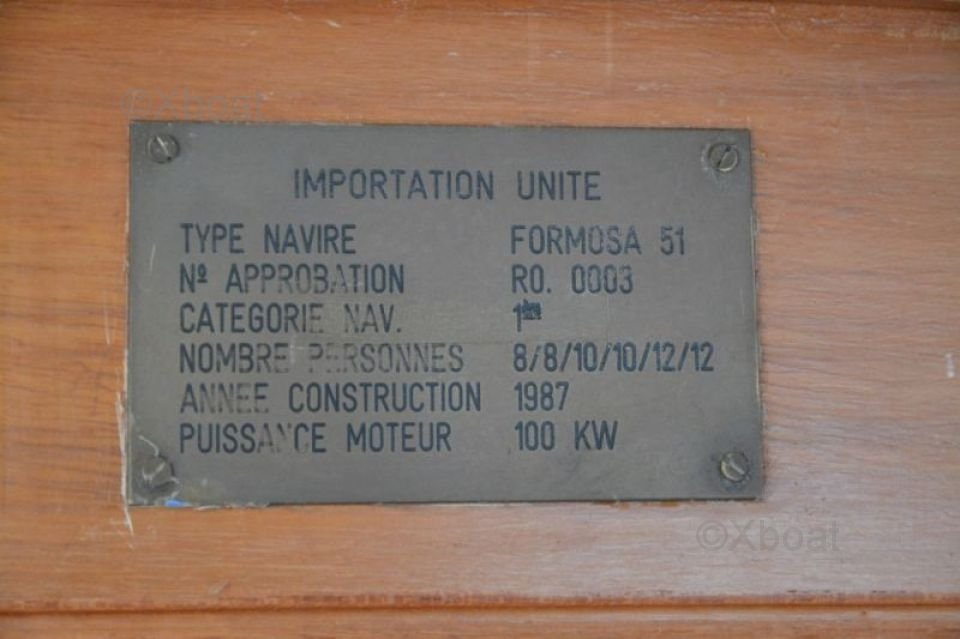 ©Xboat
IMPORTATION UNITE
TYPE NAVIRE FORMOSA 51
Nº APPROBATION RO. 0003
CATEGORIE NAV. 1ère
NOMBRE PERSONNES 8/8/10/10/12/12
ANNEE CONSTRUCTION 1987
PUISSANCE MOTEUR 100 KW
©Xboat